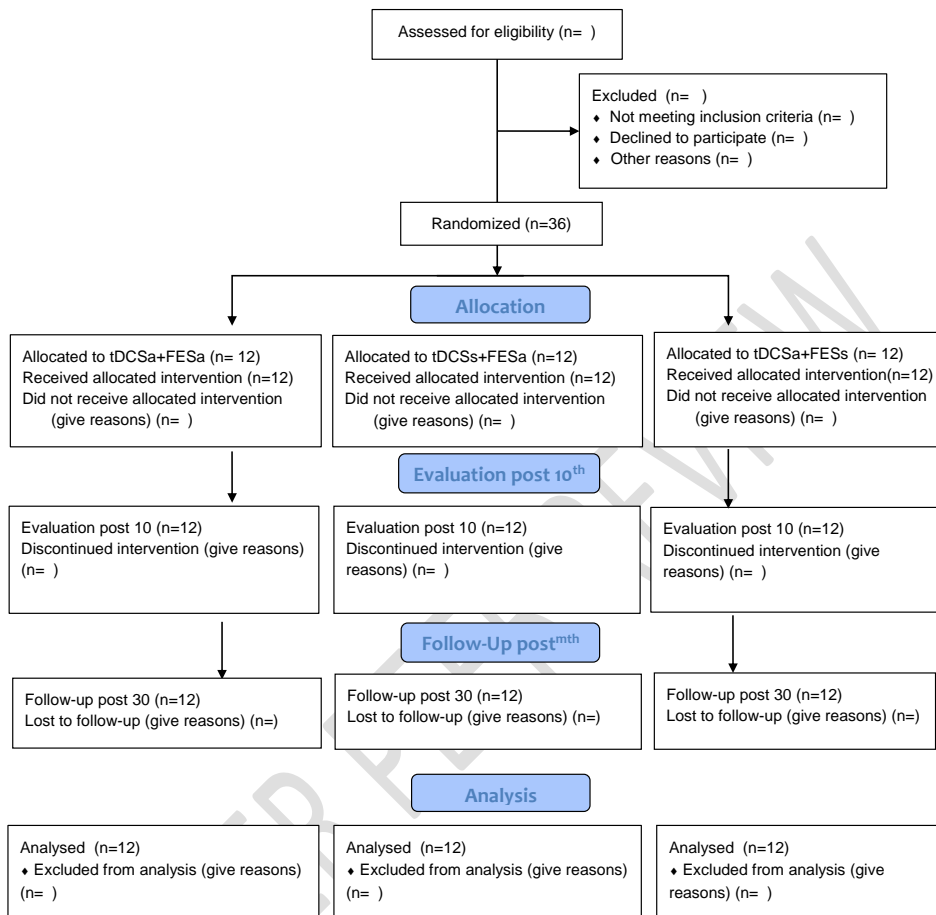 Assessed for eligibility (n=  )
Excluded  (n=   )
♦ Not meeting inclusion criteria (n=  )
♦ Declined to participate (n=  )
♦ Other reasons (n=  )
Randomized (n=36)
Allocation
Allocated to tDCSa+FESa (n= 12)
Received allocated intervention (n=12)
Did not receive allocated intervention
(give reasons) (n=  )
Allocated to tDCSs+FESa (n=12)
Received allocated intervention (n=12)
Did not receive allocated intervention
(give reasons) (n=  )
Allocated to tDCSa+FESs (n= 12)
Received allocated intervention(n=12)
Did not receive allocated intervention
(give reasons) (n=  )
Evaluation post 10th
Evaluation post 10 (n=12)
Discontinued intervention (give reasons)
(n=  )
Evaluation post 10 (n=12)
Discontinued intervention (give
reasons) (n=  )
Evaluation post 10 (n=12)
Discontinued intervention (give
reasons) (n=  )
Follow-Up postmth
Follow-up post 30 (n=12)
Lost to follow-up (give reasons) (n=)
Follow-up post 30 (n=12)
Lost to follow-up (give reasons) (n=)
Follow-up post 30 (n=12)
Lost to follow-up (give reasons) (n=)
Analysis
Analysed (n=12)
♦ Excluded from analysis (give reasons)
(n=  )
Analysed (n=12)
♦ Excluded from analysis (give reasons)
(n=  )
Analysed (n=12)
♦ Excluded from analysis (give
reasons) (n=  )
ER PEER REVIEW